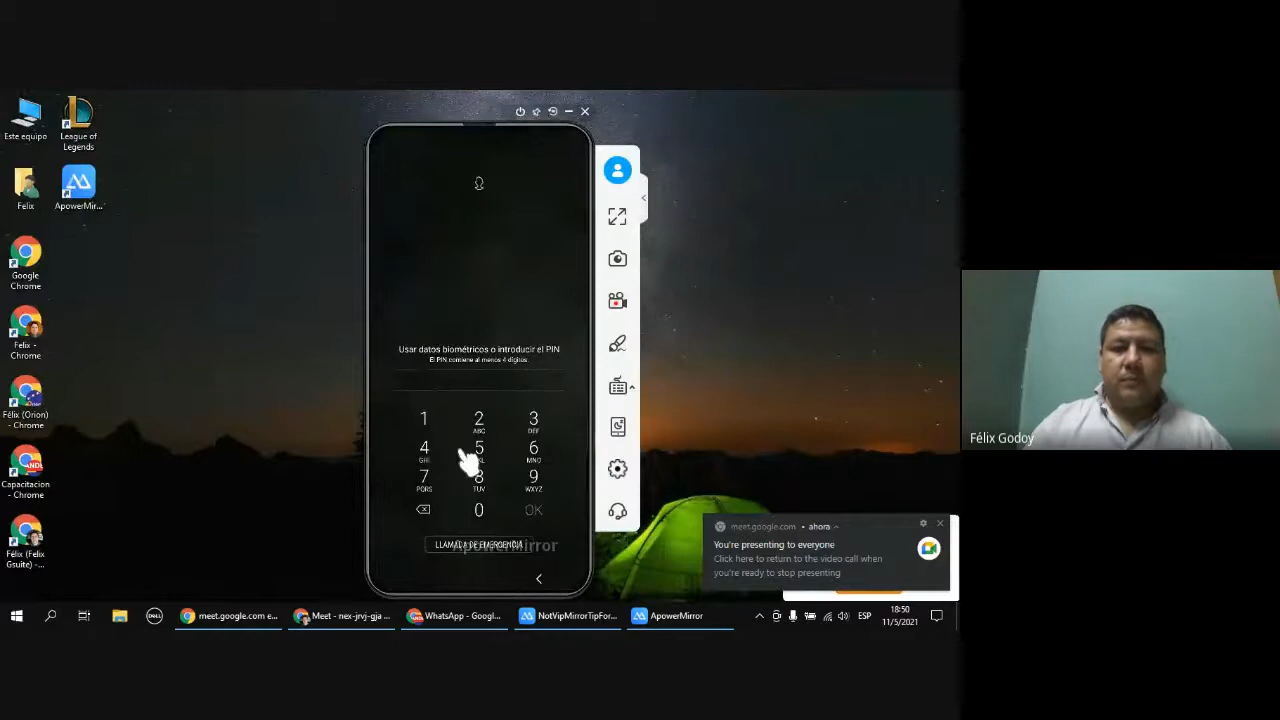 Este equipo
League of
Legends
Felix
ApowerMir...
Google
Chrome
Felix -
Chrome
Félix (Orion)
- Chrome
Capacitacion
- Chrome
Félix (Felix
Gsuite)...
Usar datos biométricos o introducir el PIN
El PIN contiene al menos 4 dígitos.
1 2 3
ABC DEF
4 5 6
GHI MNO
7 8 9
PQRS TUV WXYZ
0 OK
LLAMADA DE EMERGENCIA
ApowerMirror
Félix Godoy
meet.google.com • ahora
You're presenting to everyone
Click here to return to the video call when
you're ready to stop presenting
meet.google.com e...
Meet - nex-jrvj-gja ...
WhatsApp - Googl...
NotVipMirrorTipFor...
ApowerMirror
ESP
18:50
11/5/2021
DELL